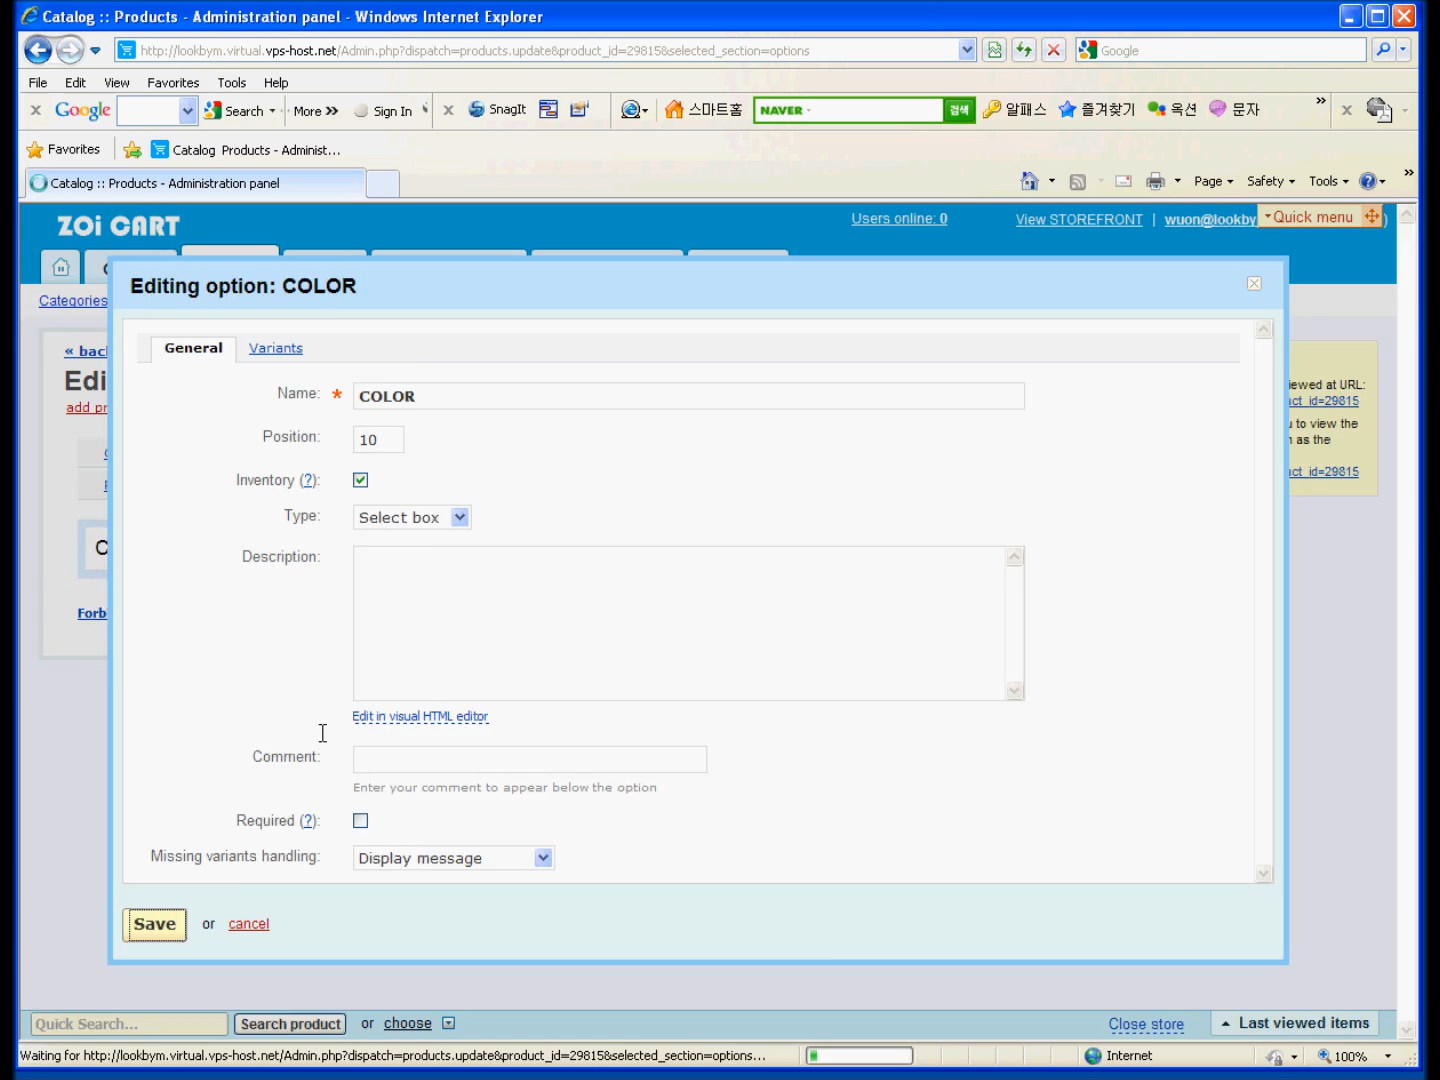 Catalog :: Products - Administration panel - Windows Internet Explorer
http://lookbym.virtual.vps-host.net/Admin.php?dispatch=products.update&product_id=29815&selected_section=options
Google
File Edit View Favorites Tools Help
x Google Search More » Sign In x SnagIt 스마트홈 NAVER 검색 알패스 즐겨찾기 옥션 문자 » x
Favorites Catalog Products - Administ...
Catalog :: Products - Administration panel
Page Safety Tools »
ZOi CART
Users online: 0
View STOREFRONT | wuon@lookby
Quick menu
)
Categories
Editing option: COLOR
« bac
Edi
add pr
iewed at URL:
ct_id=29815
to view the
as the
ct_id=29815
General Variants
Name: * COLOR
Position: 10
Inventory (?):
Type: Select box
Description:
Edit in visual HTML editor
Comment:
Enter your comment to appear below the option
Required (?):
Missing variants handling: Display message
Forb
Save or cancel
Quick Search... Search product or choose
Close store Last viewed items
Waiting for http://lookbym.virtual.vps-host.net/Admin.php?dispatch=products.update&product_id=29815&selected_section=options...
Internet 100%